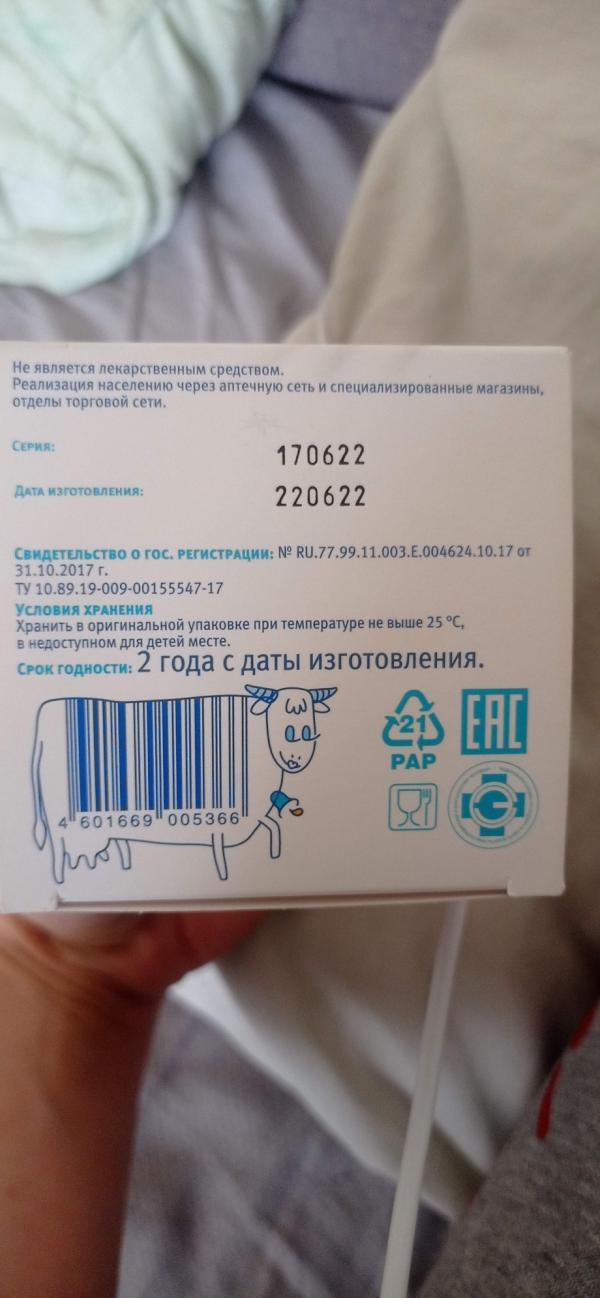 Не является лекарственным средством.
Реализация населению через аптечную сеть и специализированные магазины,
отделы торговой сети.
Серия:
170622
Дата изготовления:
220622
Свидетельство о гос. регистрации: № RU.77.99.11.003.Е.004624.10.17 от
31.10.2017 г.
ТУ 10.89.19-009-00155547-17
Условия хранения
Хранить в оригинальной упаковке при температуре не выше 25 °С,
в недоступном для детей месте.
Срок годности: 2 года с даты изготовления.
4 601669 005366
21
PAP
EAC